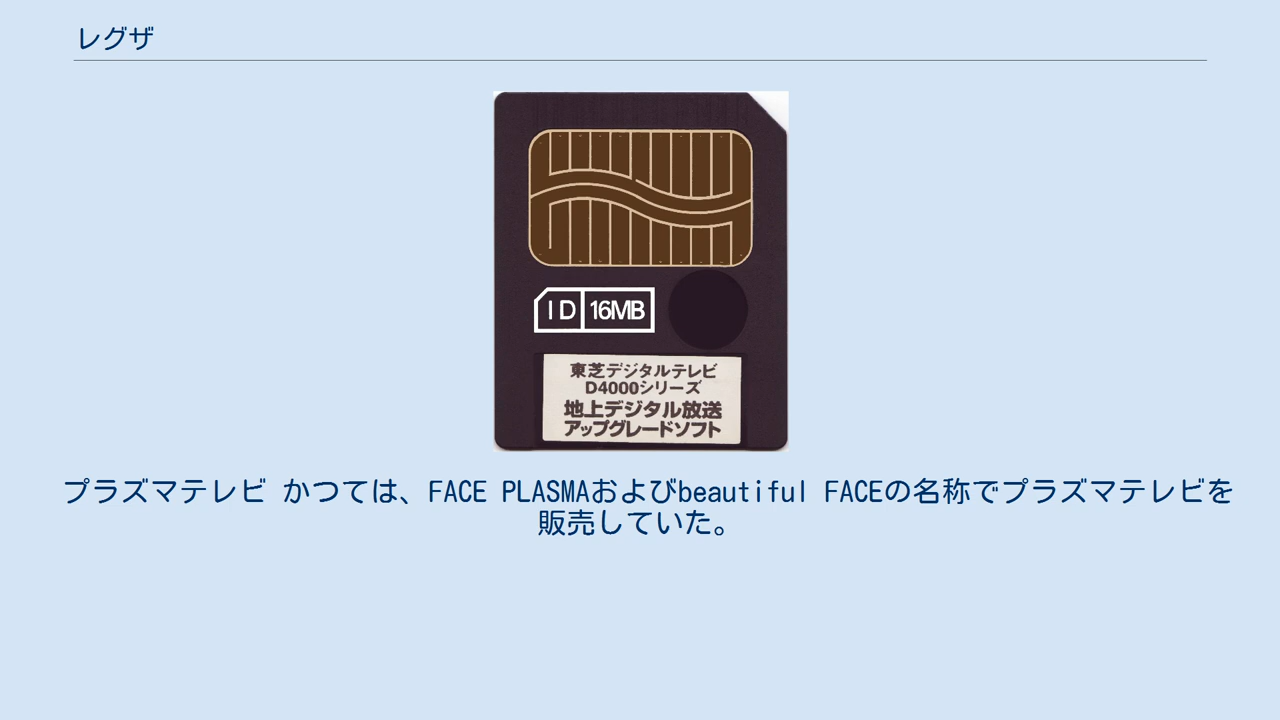 レグザ
ID 16MB
東芝デジタルテレビ
D4000シリーズ
地上デジタル放送
アップグレードソフト
プラズマテレビ かつては、FACE PLASMAおよびbeautiful FACEの名称でプラズマテレビを
販売していた。